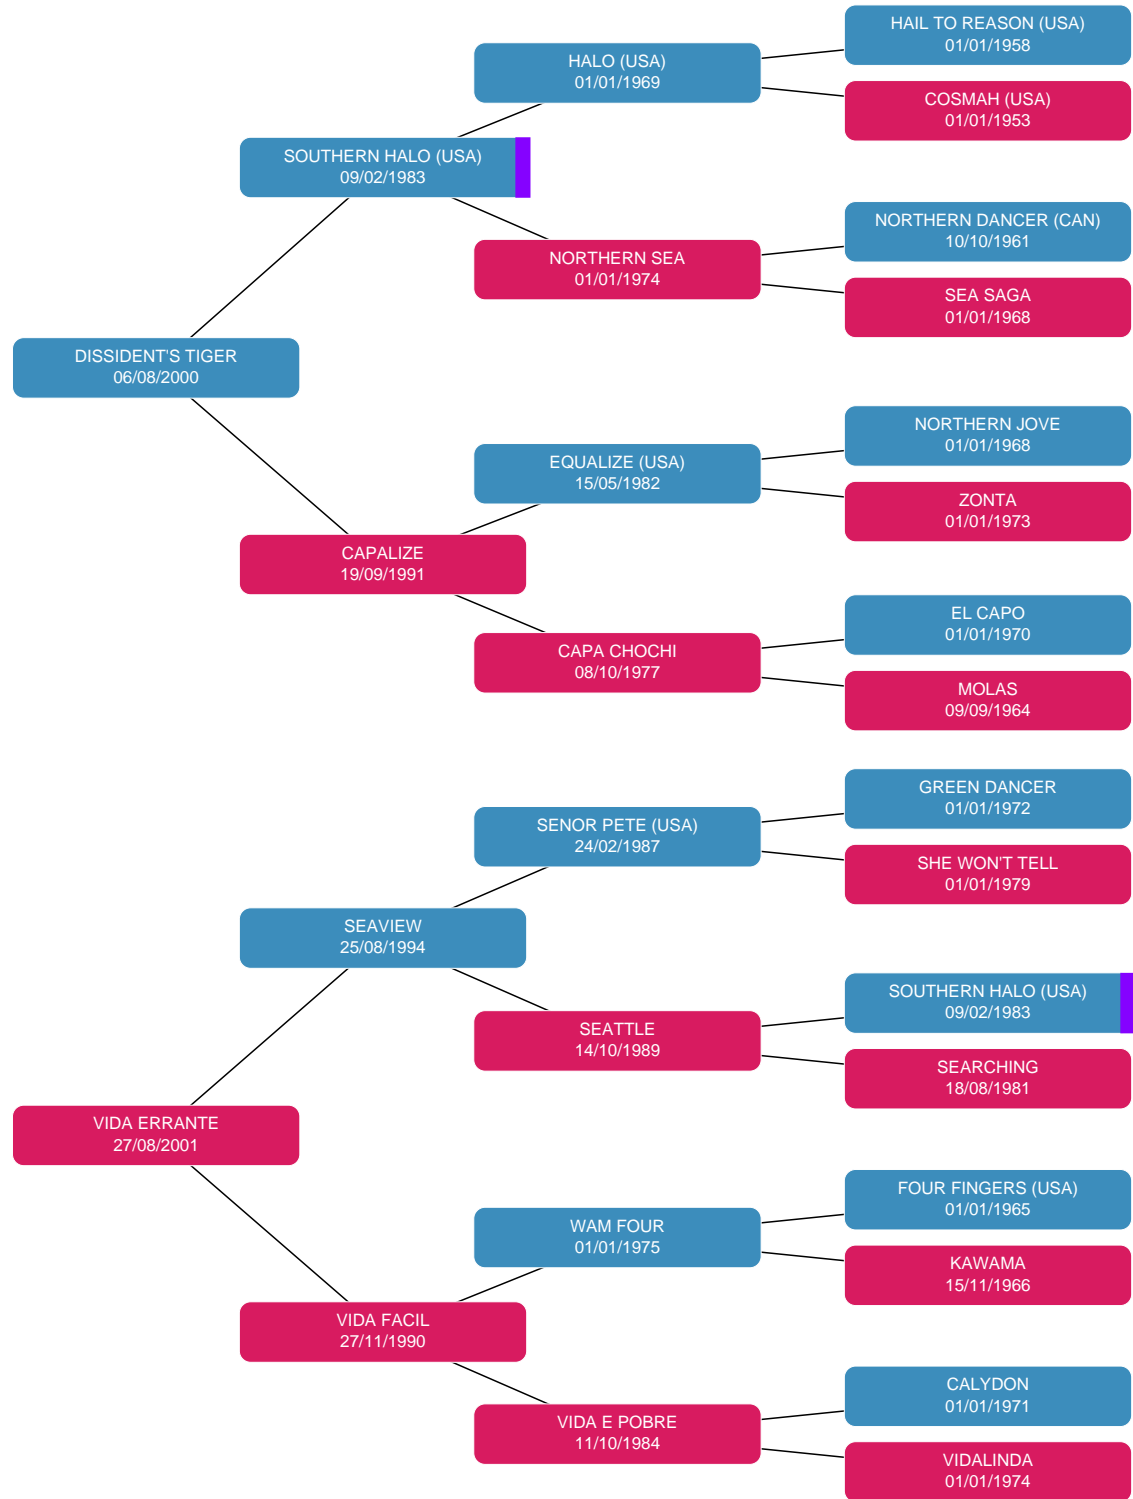 HAIL TO REASON (USA)
01/01/1958
HALO (USA)
01/01/1969
COSMAH (USA)
01/01/1953
SOUTHERN HALO (USA)
09/02/1983
NORTHERN DANCER (CAN)
10/10/1961
NORTHERN SEA
01/01/1974
SEA SAGA
01/01/1968
DISSIDENT'S TIGER
06/08/2000
NORTHERN JOVE
01/01/1968
EQUALIZE (USA)
15/05/1982
ZONTA
01/01/1973
CAPALIZE
19/09/1991
EL CAPO
01/01/1970
CAPA CHOCHI
08/10/1977
MOLAS
09/09/1964
GREEN DANCER
01/01/1972
SENOR PETE (USA)
24/02/1987
SHE WON'T TELL
01/01/1979
SEAVIEW
25/08/1994
SOUTHERN HALO (USA)
09/02/1983
SEATTLE
14/10/1989
SEARCHING
18/08/1981
VIDA ERRANTE
27/08/2001
FOUR FINGERS (USA)
01/01/1965
WAM FOUR
01/01/1975
KAWAMA
15/11/1966
VIDA FACIL
27/11/1990
CALYDON
01/01/1971
VIDA E POBRE
11/10/1984
VIDALINDA
01/01/1974